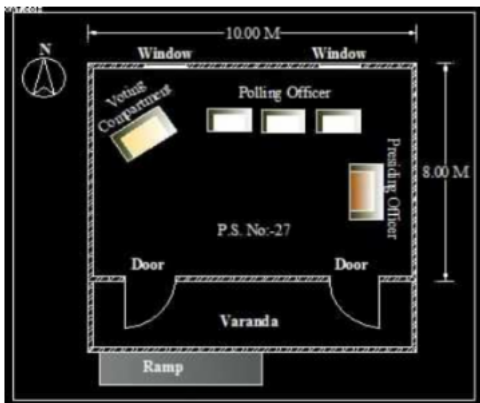 10.00 M
N
Window Window
Voting
Compartment
Polling Officer
Presiding Officer
8.00 M
P.S. No:-27
Door Door
Varanda
Ramp